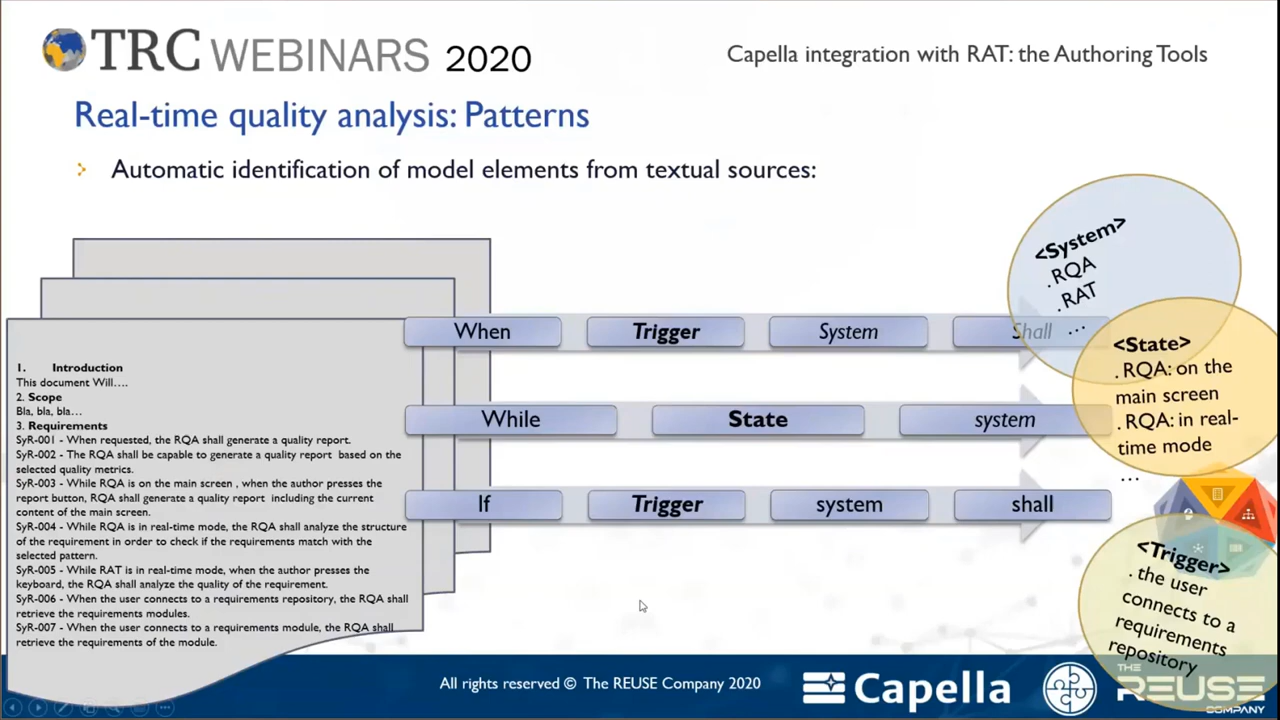 TRC WEBINARS 2020
Capella integration with RAT: the Authoring Tools
Real-time quality analysis: Patterns
Automatic identification of model elements from textual sources:
1. Introduction
This document Will….
2. Scope
Bla, bla, bla…
3. Requirements
SyR-001 - When requested, the RQA shall generate a quality report.
SyR-002 - The RQA shall be capable to generate a quality report based on the
selected quality metrics.
SyR-003 - While RQA is on the main screen , when the author presses the
report button, RQA shall generate a quality report including the current
content of the main screen.
SyR-004 - While RQA is in real-time mode, the RQA shall analyze the structure
of the requirement in order to check if the requirements match with the
selected pattern.
SyR-005 - While RAT is in real-time mode, when the author presses the
keyboard, the RQA shall analyze the quality of the requirement.
SyR-006 - When the user connects to a requirements repository, the RQA shall
retrieve the requirements modules.
SyR-007 - When the user connects to a requirements module, the RQA shall
retrieve the requirements of the module.
When Trigger System Shall
While State system
If Trigger system shall
<System>
. RQA
. RAT
…
<State>
. RQA: on the
main screen
. RQA: in real-
time mode
…
<Trigger>
. the user
connects to a
requirements
repository
All rights reserved © The REUSE Company 2020
Capella
THE
REUSE
COMPANY